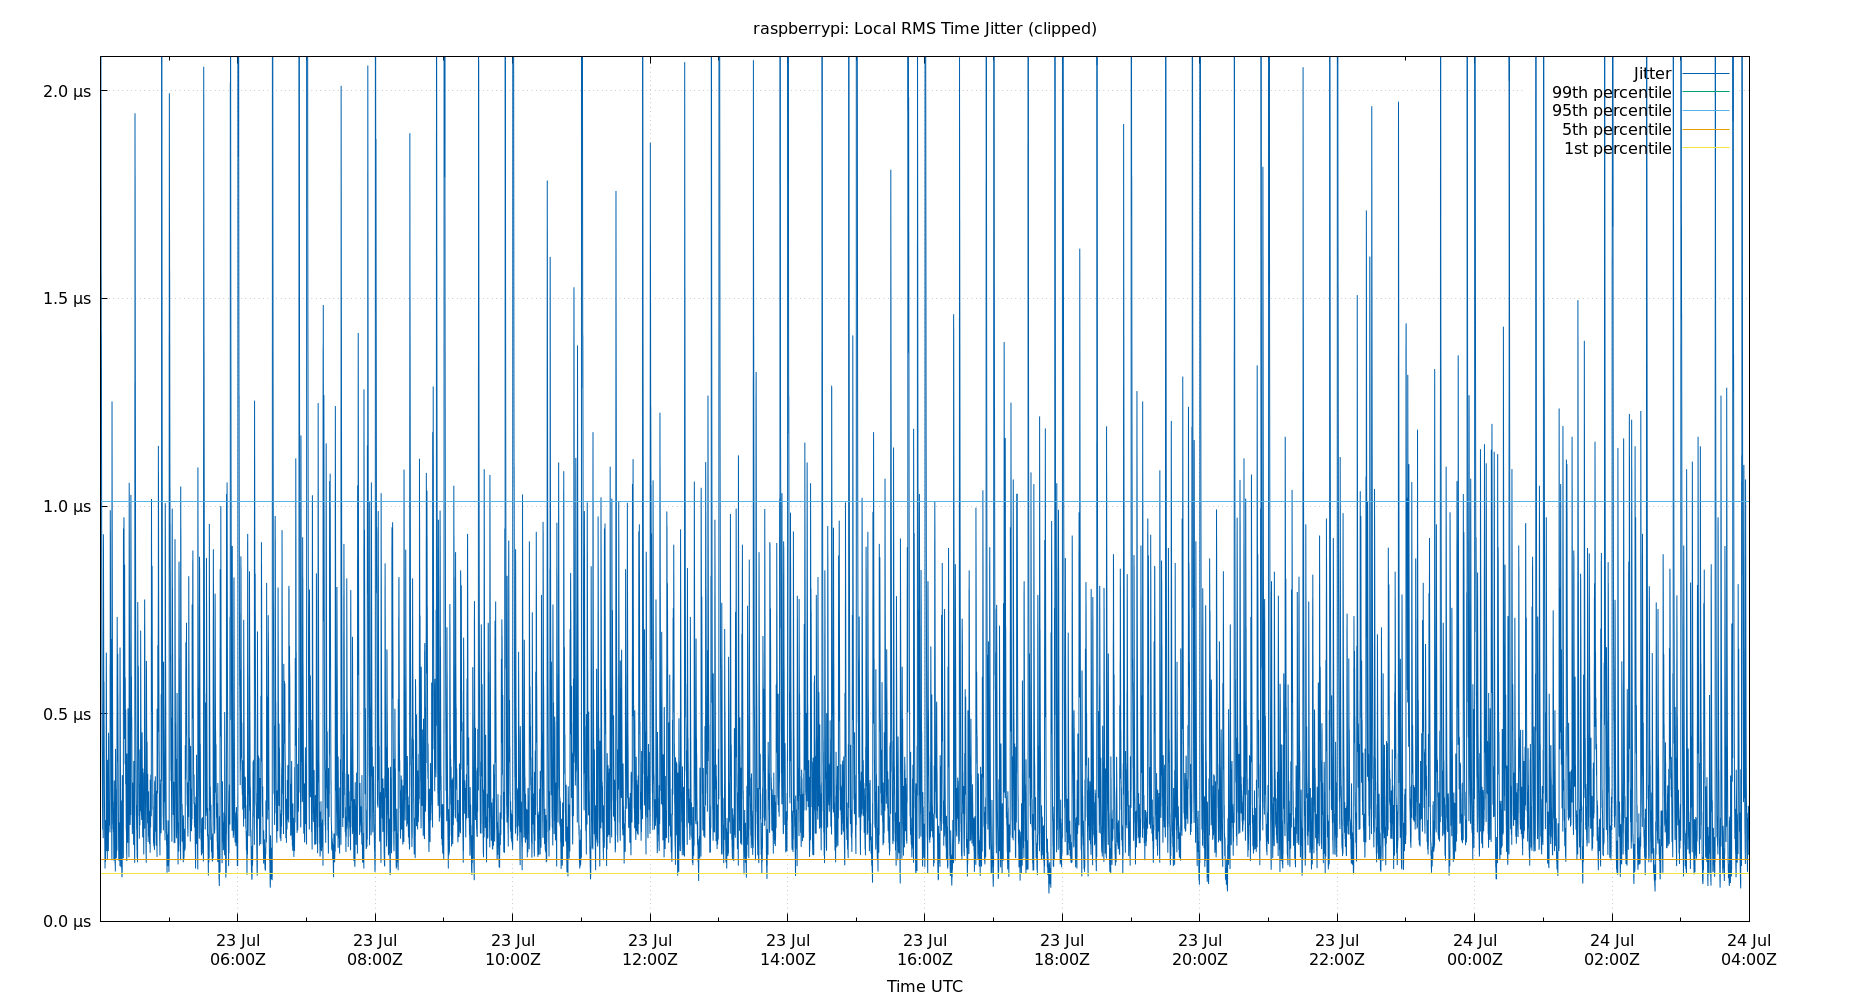 raspberrypi: Local RMS Time Jitter (clipped)
2.0 µs
1.5 µs
1.0 µs
0.5 µs
0.0 µs
Jitter
99th percentile
95th percentile
5th percentile
1st percentile
23 Jul 23 Jul 23 Jul 23 Jul 23 Jul 23 Jul 23 Jul 23 Jul 23 Jul 24 Jul 24 Jul 24 Jul
06:00Z 08:00Z 10:00Z 12:00Z 14:00Z 16:00Z 18:00Z 20:00Z 22:00Z 00:00Z 02:00Z 04:00Z
Time UTC